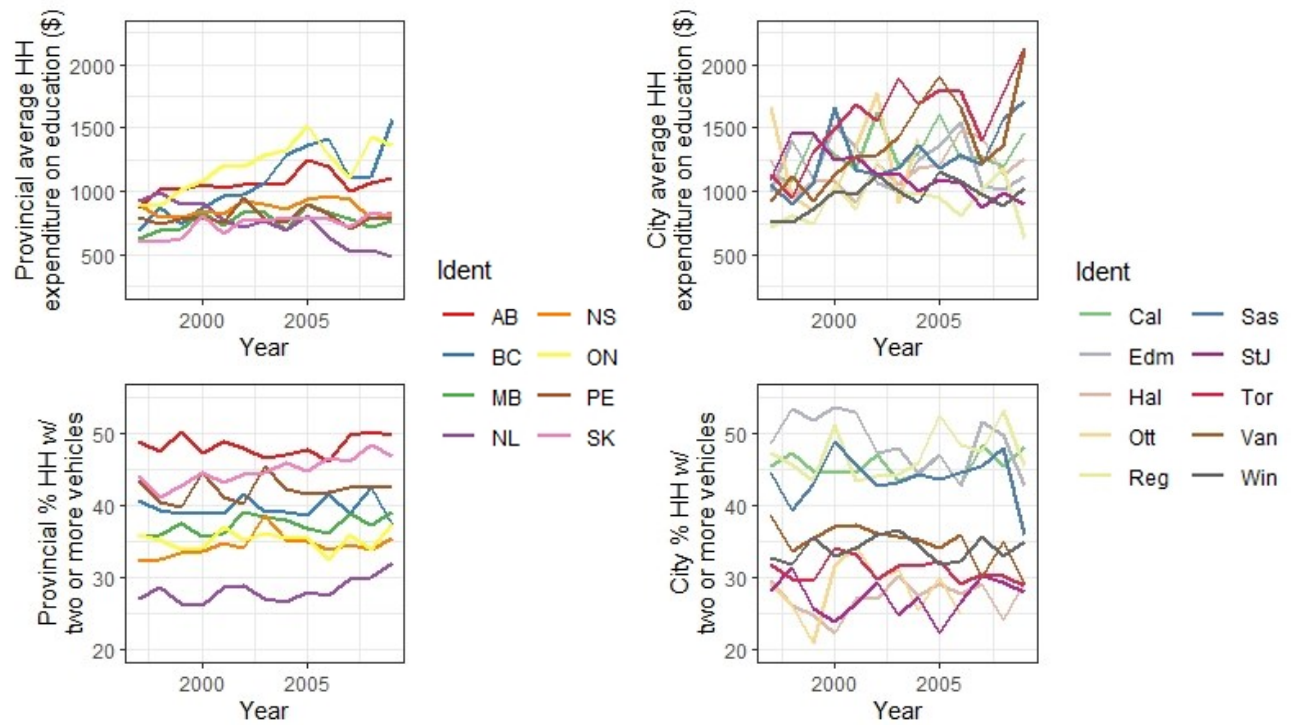 Provincial average HH
expenditure on education ($)
2000
1500
1000
500
2000
2005
Year
Ident
AB
NS
BC
ON
MB
PE
NL
SK
City average HH
expenditure on education ($)
2000
1500
1000
500
2000
2005
Year
Ident
Cal
Sas
Edm
StJ
Hal
Tor
Ott
Van
Reg
Win
Provincial % HH w/
two or more vehicles
50
40
30
20
2000
2005
Year
City % HH w/
two or more vehicles
50
40
30
20
2000
2005
Year